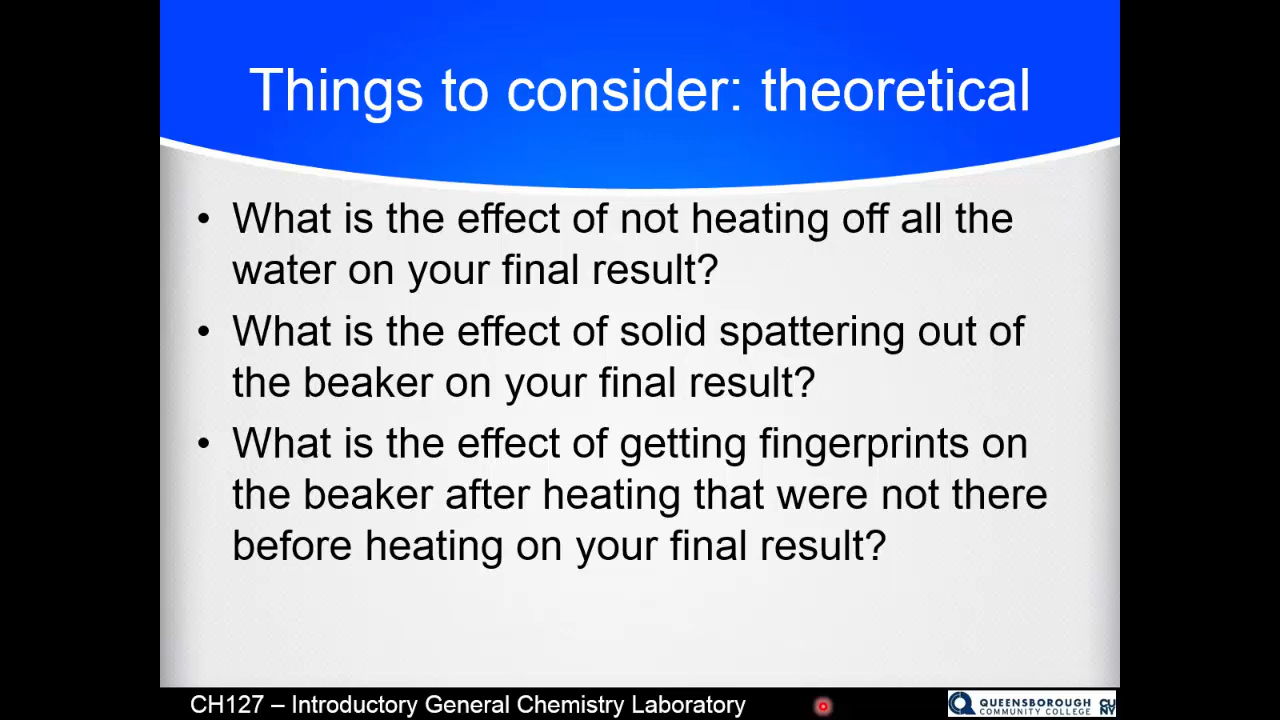 Things to consider: theoretical
• What is the effect of not heating off all the
water on your final result?
• What is the effect of solid spattering out of
the beaker on your final result?
• What is the effect of getting fingerprints on
the beaker after heating that were not there
before heating on your final result?
CH127 – Introductory General Chemistry Laboratory
QUEENSBOROUGH
COMMUNITY COLLEGE
CU
NY